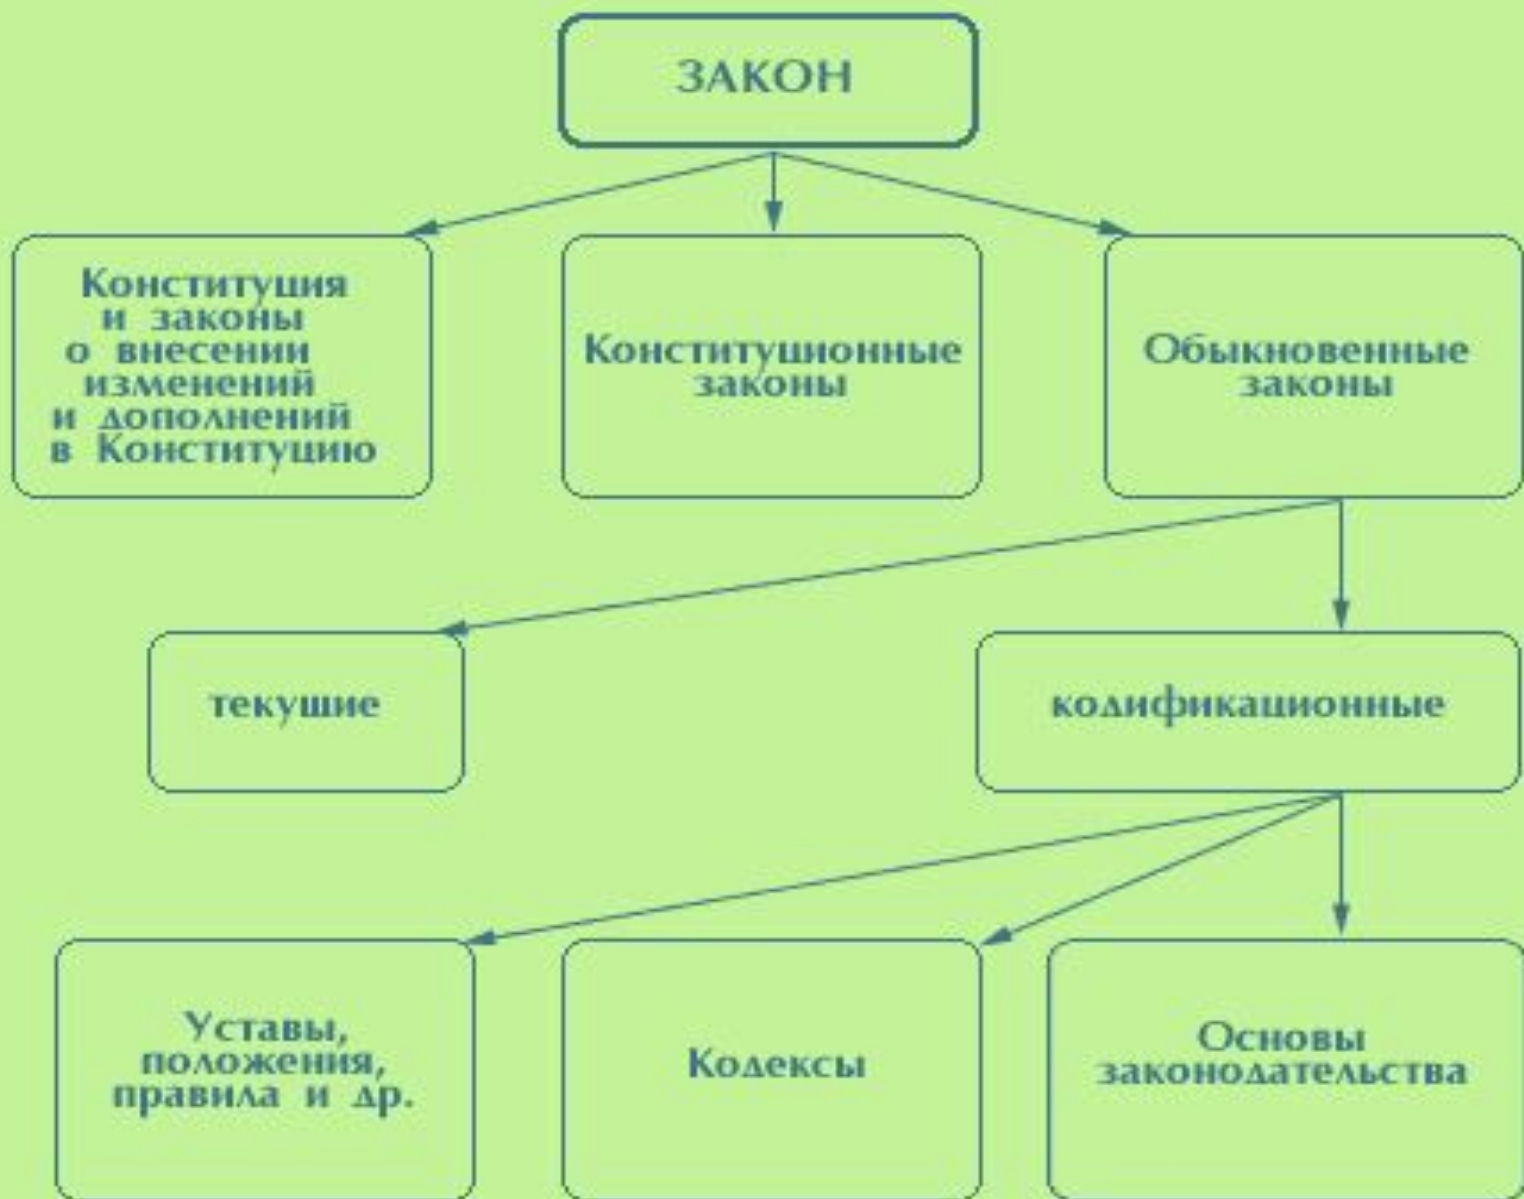 ЗАКОН
Конституция
и законы
о внесении
изменений
и дополнений
в Конституцию
Конституционные
законы
Обыкновенные
законы
текушие
кодификационные
Уставы,
положения,
правила и др.
Кодексы
Основы
законодательства